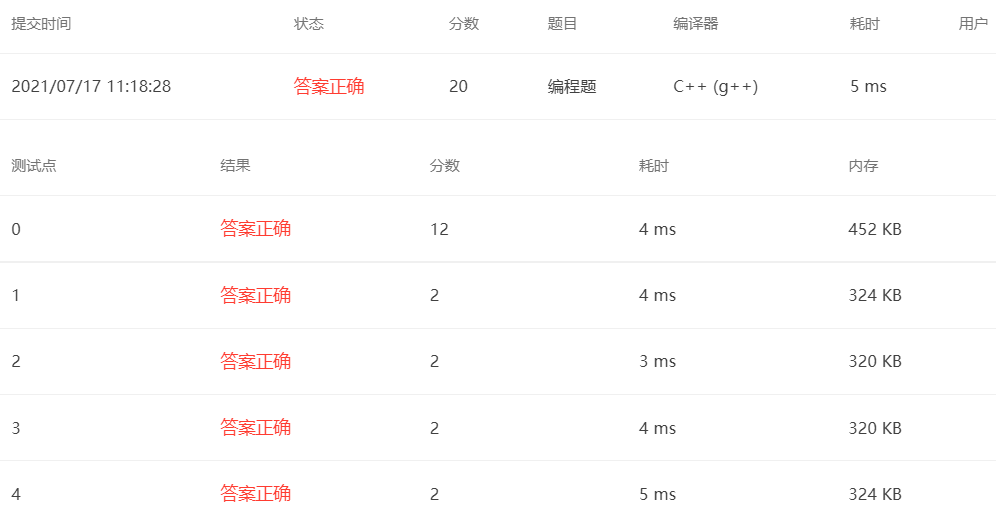 提交时间 状态 分数 题目 编译器 耗时 用户
2021/07/17 11:18:28 答案正确 20 编程题 C++ (g++) 5 ms
测试点 结果 分数 耗时 内存
0 答案正确 12 4 ms 452 KB
1 答案正确 2 4 ms 324 KB
2 答案正确 2 3 ms 320 KB
3 答案正确 2 4 ms 320 KB
4 答案正确 2 5 ms 324 KB